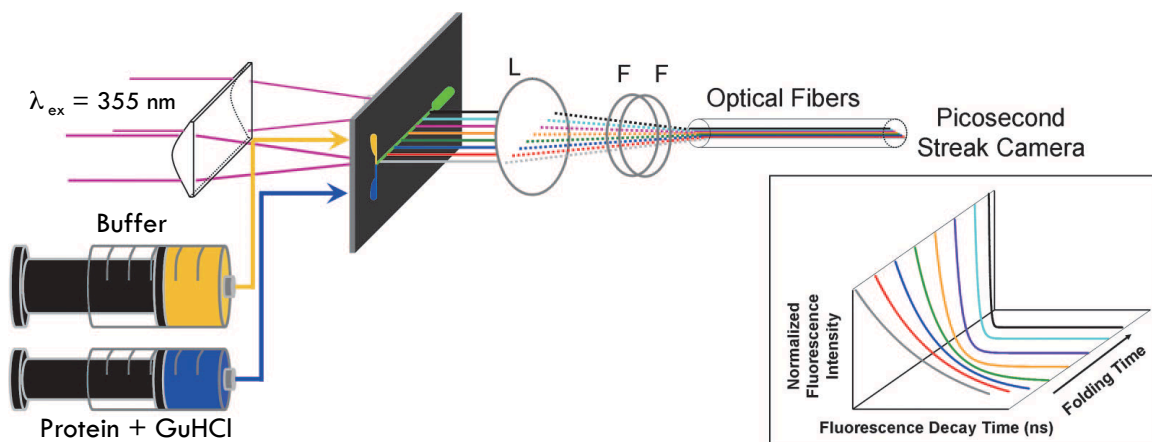 λex = 355 nm
L
F F
Optical Fibers
Picosecond
Streak Camera
Buffer
Protein + GuHCl
Normalized
Fluorescence
Intensity
Fluorescence Decay Time (ns)
Folding Time